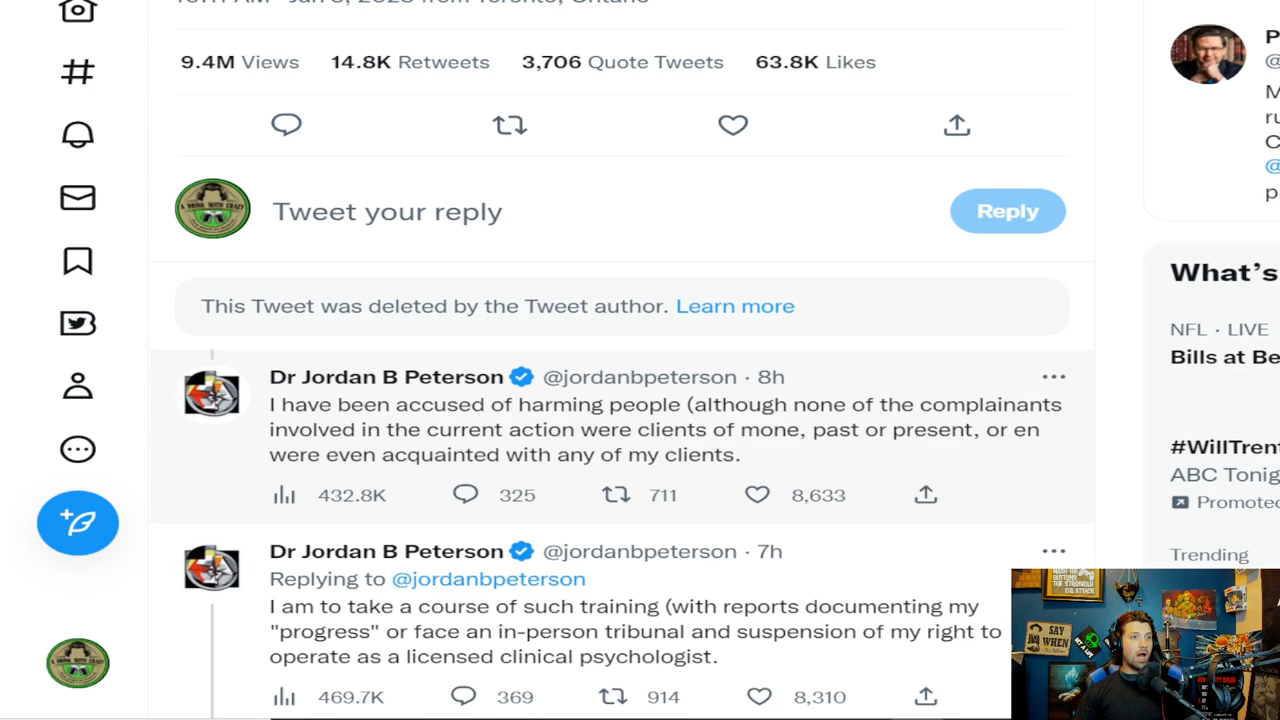 9.4M Views 14.8K Retweets 3,706 Quote Tweets 63.8K Likes
Tweet your reply
Reply
This Tweet was deleted by the Tweet author. Learn more
Dr Jordan B Peterson @jordanbpeterson · 8h
I have been accused of harming people (although none of the complainants
involved in the current action were clients of mone, past or present, or en
were even acquainted with any of my clients.
432.8K 325 711 8,633
Dr Jordan B Peterson @jordanbpeterson · 7h
Replying to @jordanbpeterson
I am to take a course of such training (with reports documenting my
"progress" or face an in-person tribunal and suspension of my right to
operate as a licensed clinical psychologist.
469.7K 369 914 8,310
What's
NFL · LIVE
Bills at Be
#WillTrent
ABC Tonig
Promoted
Trending
SAY
WHEN